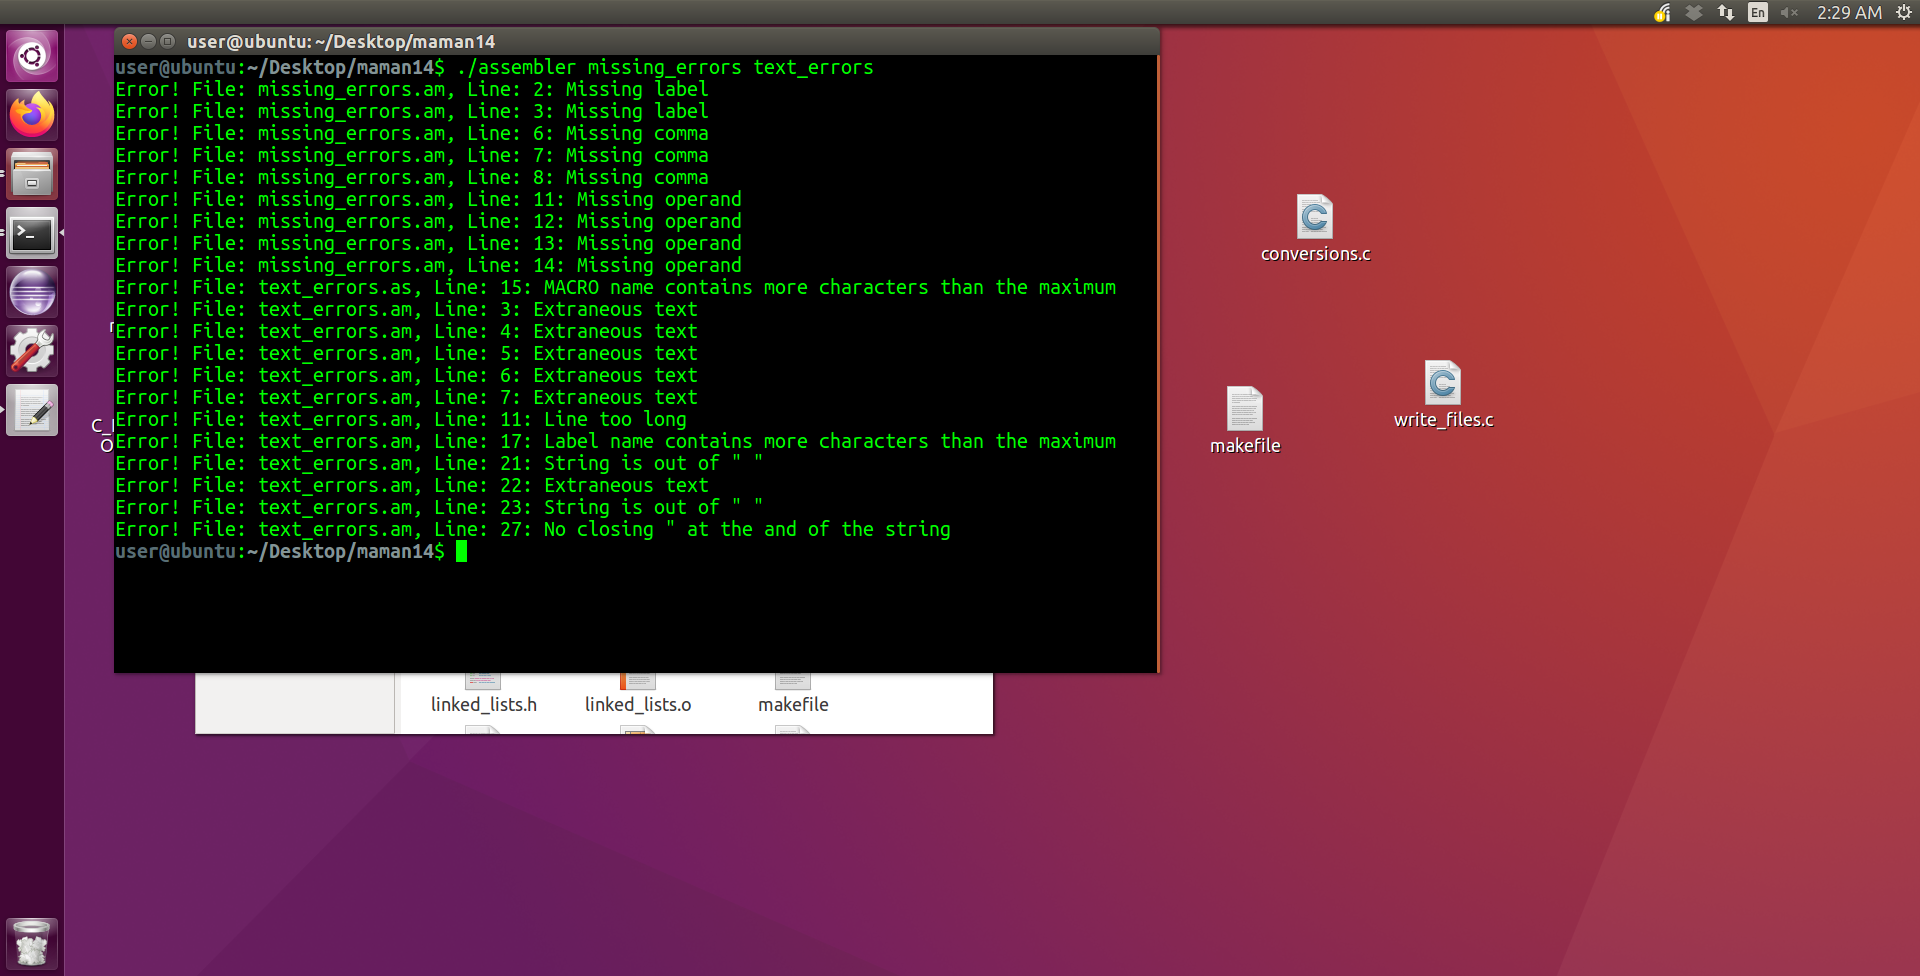 En
2:29 AM
user@ubuntu: ~/Desktop/maman14
user@ubuntu:~/Desktop/maman14$ ./assembler missing_errors text_errors
Error! File: missing_errors.am, Line: 2: Missing label
Error! File: missing_errors.am, Line: 3: Missing label
Error! File: missing_errors.am, Line: 6: Missing comma
Error! File: missing_errors.am, Line: 7: Missing comma
Error! File: missing_errors.am, Line: 8: Missing comma
Error! File: missing_errors.am, Line: 11: Missing operand
Error! File: missing_errors.am, Line: 12: Missing operand
Error! File: missing_errors.am, Line: 13: Missing operand
Error! File: missing_errors.am, Line: 14: Missing operand
Error! File: text_errors.as, Line: 15: MACRO name contains more characters than the maximum
Error! File: text_errors.am, Line: 3: Extraneous text
Error! File: text_errors.am, Line: 4: Extraneous text
Error! File: text_errors.am, Line: 5: Extraneous text
Error! File: text_errors.am, Line: 6: Extraneous text
Error! File: text_errors.am, Line: 7: Extraneous text
Error! File: text_errors.am, Line: 11: Line too long
Error! File: text_errors.am, Line: 17: Label name contains more characters than the maximum
Error! File: text_errors.am, Line: 21: String is out of " "
Error! File: text_errors.am, Line: 22: Extraneous text
Error! File: text_errors.am, Line: 23: String is out of " "
Error! File: text_errors.am, Line: 27: No closing " at the and of the string
user@ubuntu:~/Desktop/maman14$
conversions.c
write_files.c
makefile
linked_lists.h
linked_lists.o
makefile